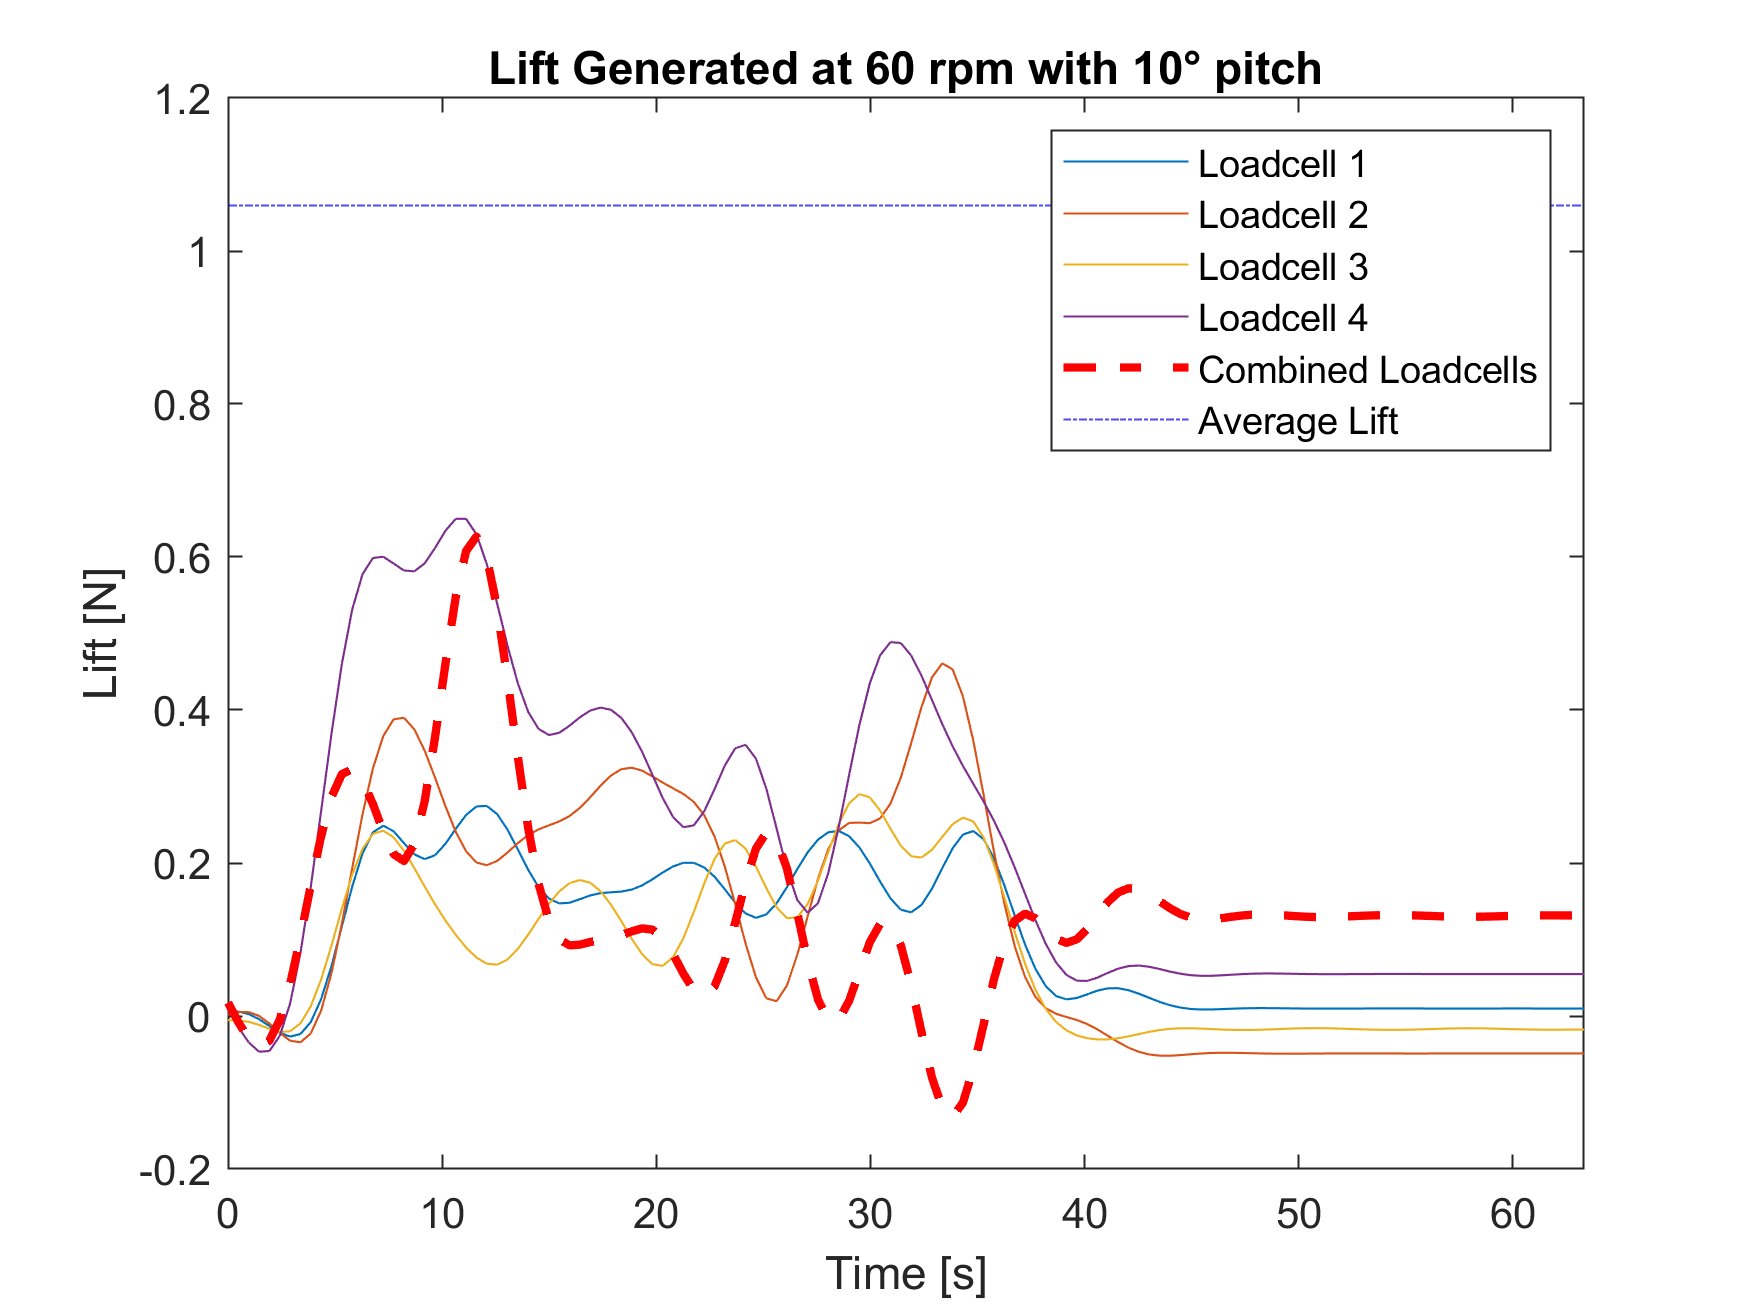 Lift Generated at 60 rpm with 10° pitch
1.2
1
0.8
0.6
0.4
0.2
0
-0.2
Lift [N]
Loadcell 1
Loadcell 2
Loadcell 3
Loadcell 4
Combined Loadcells
Average Lift
0 10 20 30 40 50 60
Time [s]